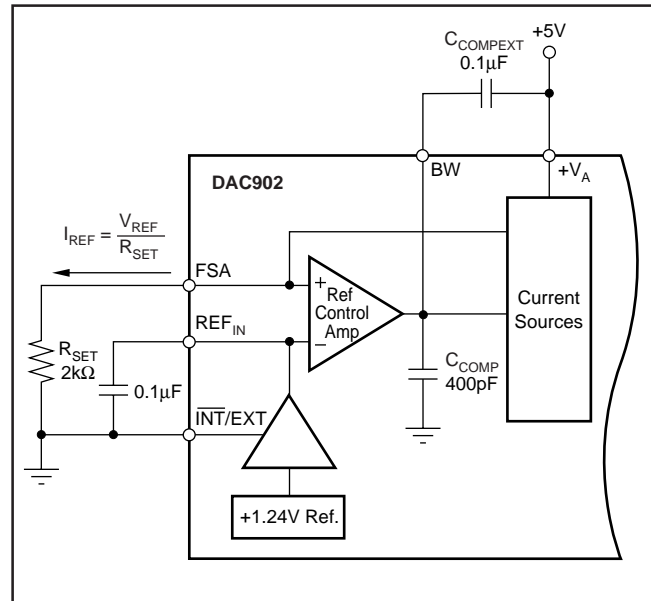 +5V
C_COMPEXT
0.1µF
BW
+V_A
DAC902
I_REF = V_REF / R_SET
FSA
+
Ref
Control
Amp
–
Current
Sources
REF_IN
R_SET
2kΩ
0.1µF
C_COMP
400pF
I̅N̅T̅/EXT
+1.24V Ref.